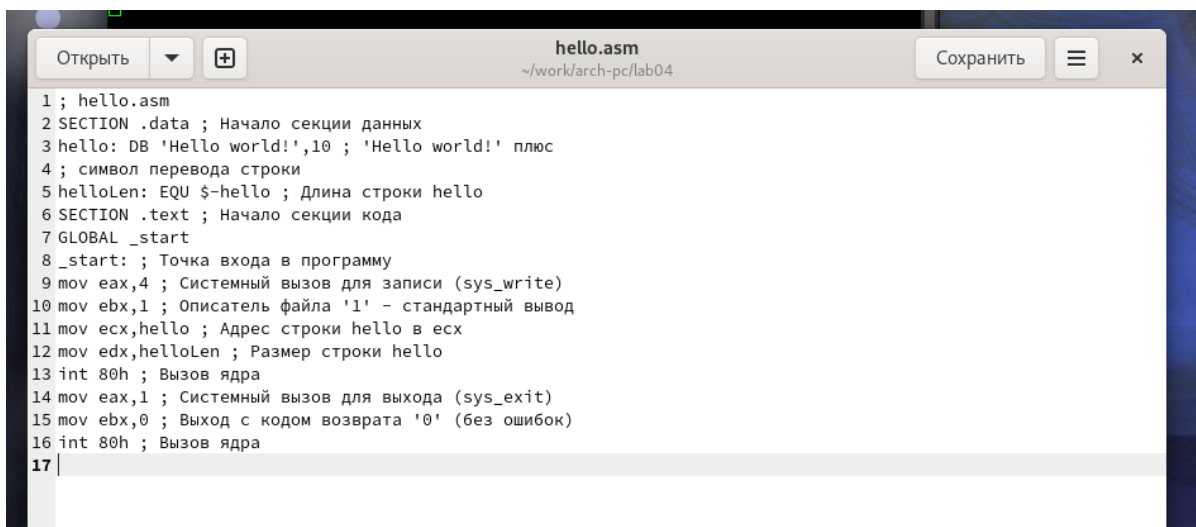 Открыть
hello.asm
~/work/arch-pc/lab04
Сохранить
1 ; hello.asm
2 SECTION .data ; Начало секции данных
3 hello: DB 'Hello world!',10 ; 'Hello world!' плюс
4 ; символ перевода строки
5 helloLen: EQU $-hello ; Длина строки hello
6 SECTION .text ; Начало секции кода
7 GLOBAL _start
8 _start: ; Точка входа в программу
9 mov eax,4 ; Системный вызов для записи (sys_write)
10 mov ebx,1 ; Описатель файла '1' - стандартный вывод
11 mov ecx,hello ; Адрес строки hello в ecx
12 mov edx,helloLen ; Размер строки hello
13 int 80h ; Вызов ядра
14 mov eax,1 ; Системный вызов для выхода (sys_exit)
15 mov ebx,0 ; Выход с кодом возврата '0' (без ошибок)
16 int 80h ; Вызов ядра
17